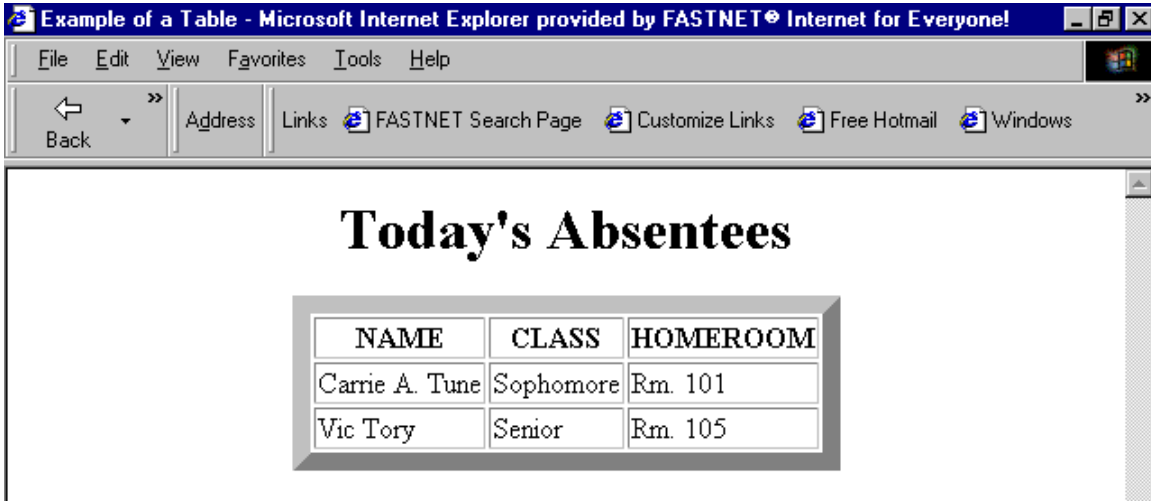 Example of a Table - Microsoft Internet Explorer provided by FASTNET® Internet for Everyone!
File Edit View Favorites Tools Help
Back » Address Links FASTNET Search Page Customize Links Free Hotmail Windows »
Today's Absentees
NAME CLASS HOMEROOM
Carrie A. Tune Sophomore Rm. 101
Vic Tory Senior Rm. 105